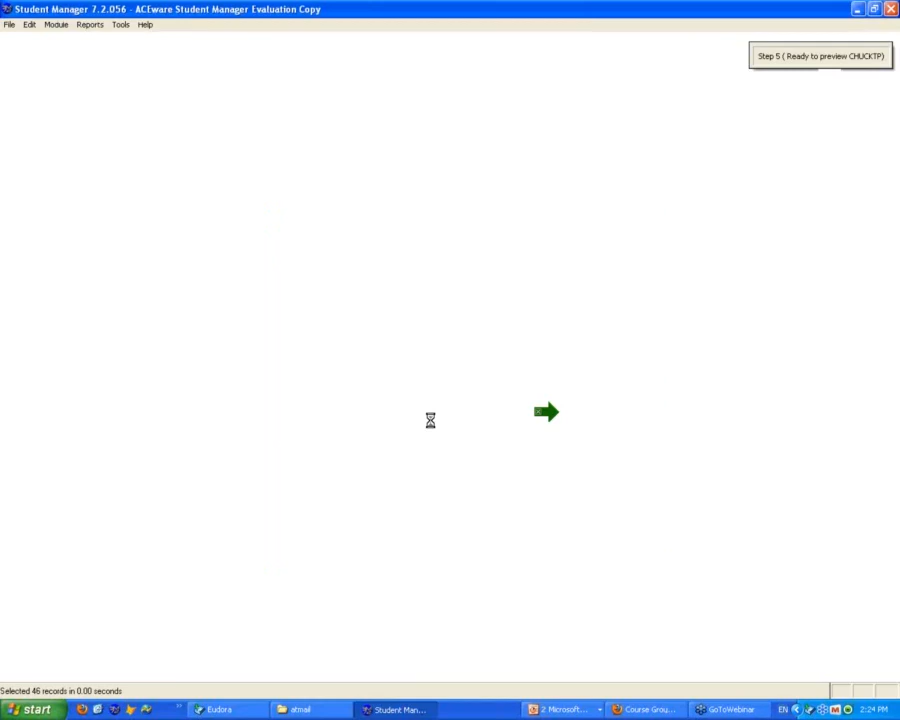 Student Manager 7.2.056 - ACEware Student Manager Evaluation Copy
File Edit Module Reports Tools Help
Step 5 ( Ready to preview CHUCKTP)
Selected 46 records in 0.00 seconds
start Eudora atmail Student Man... 2 Microsoft... Course Grou... GoToWebinar EN 2:24 PM